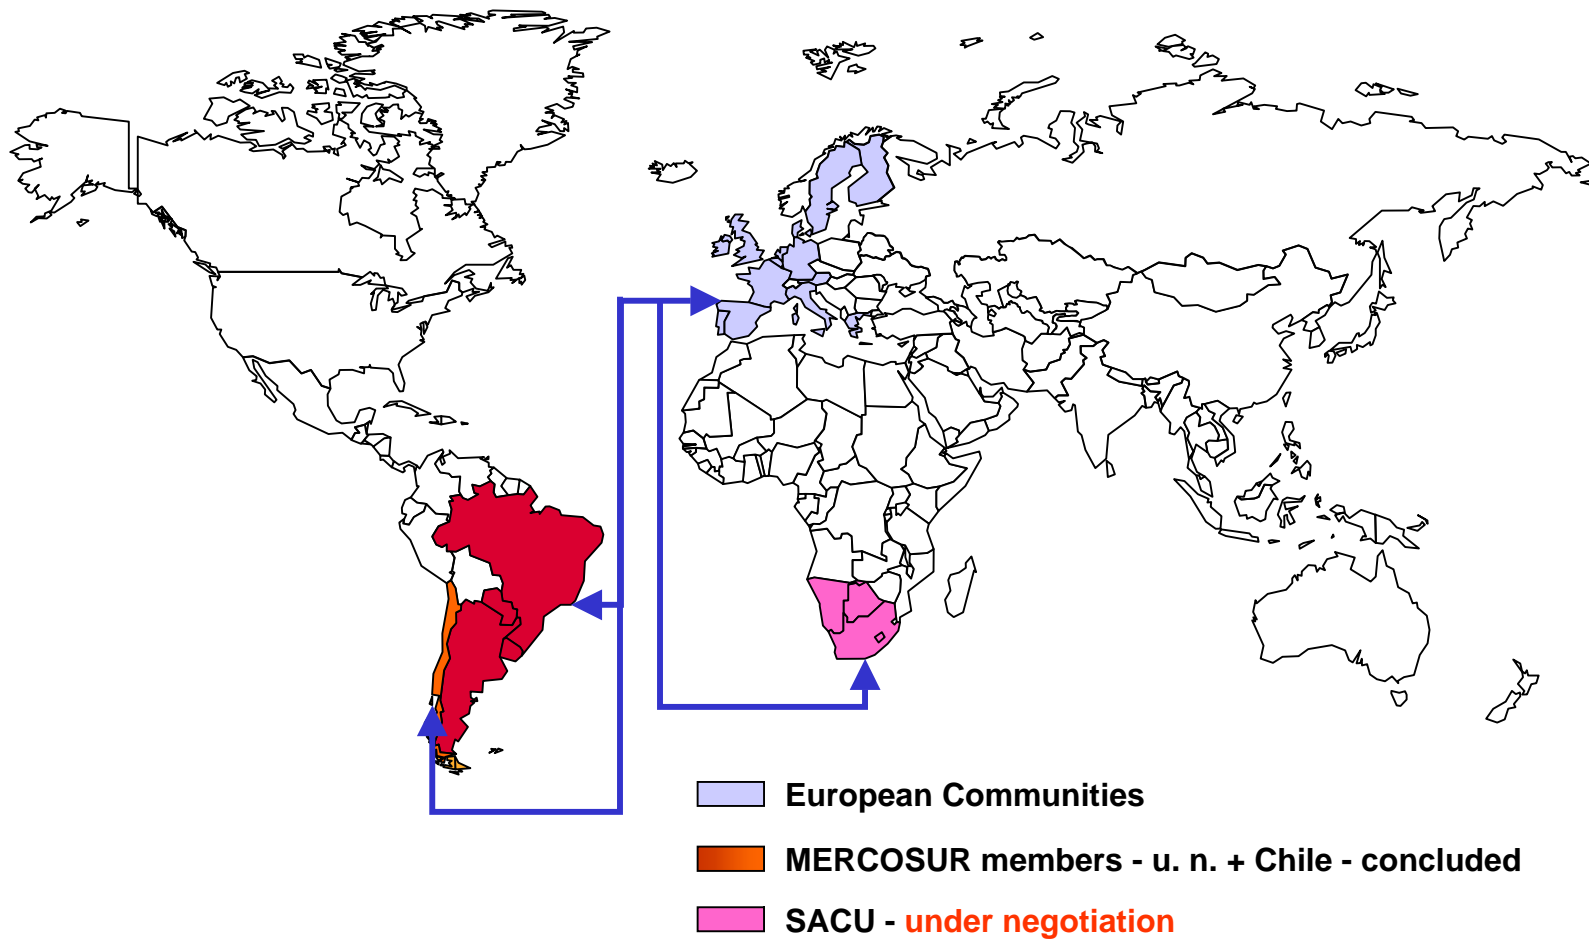 European Communities
MERCOSUR members - u. n. + Chile - concluded
SACU - under negotiation